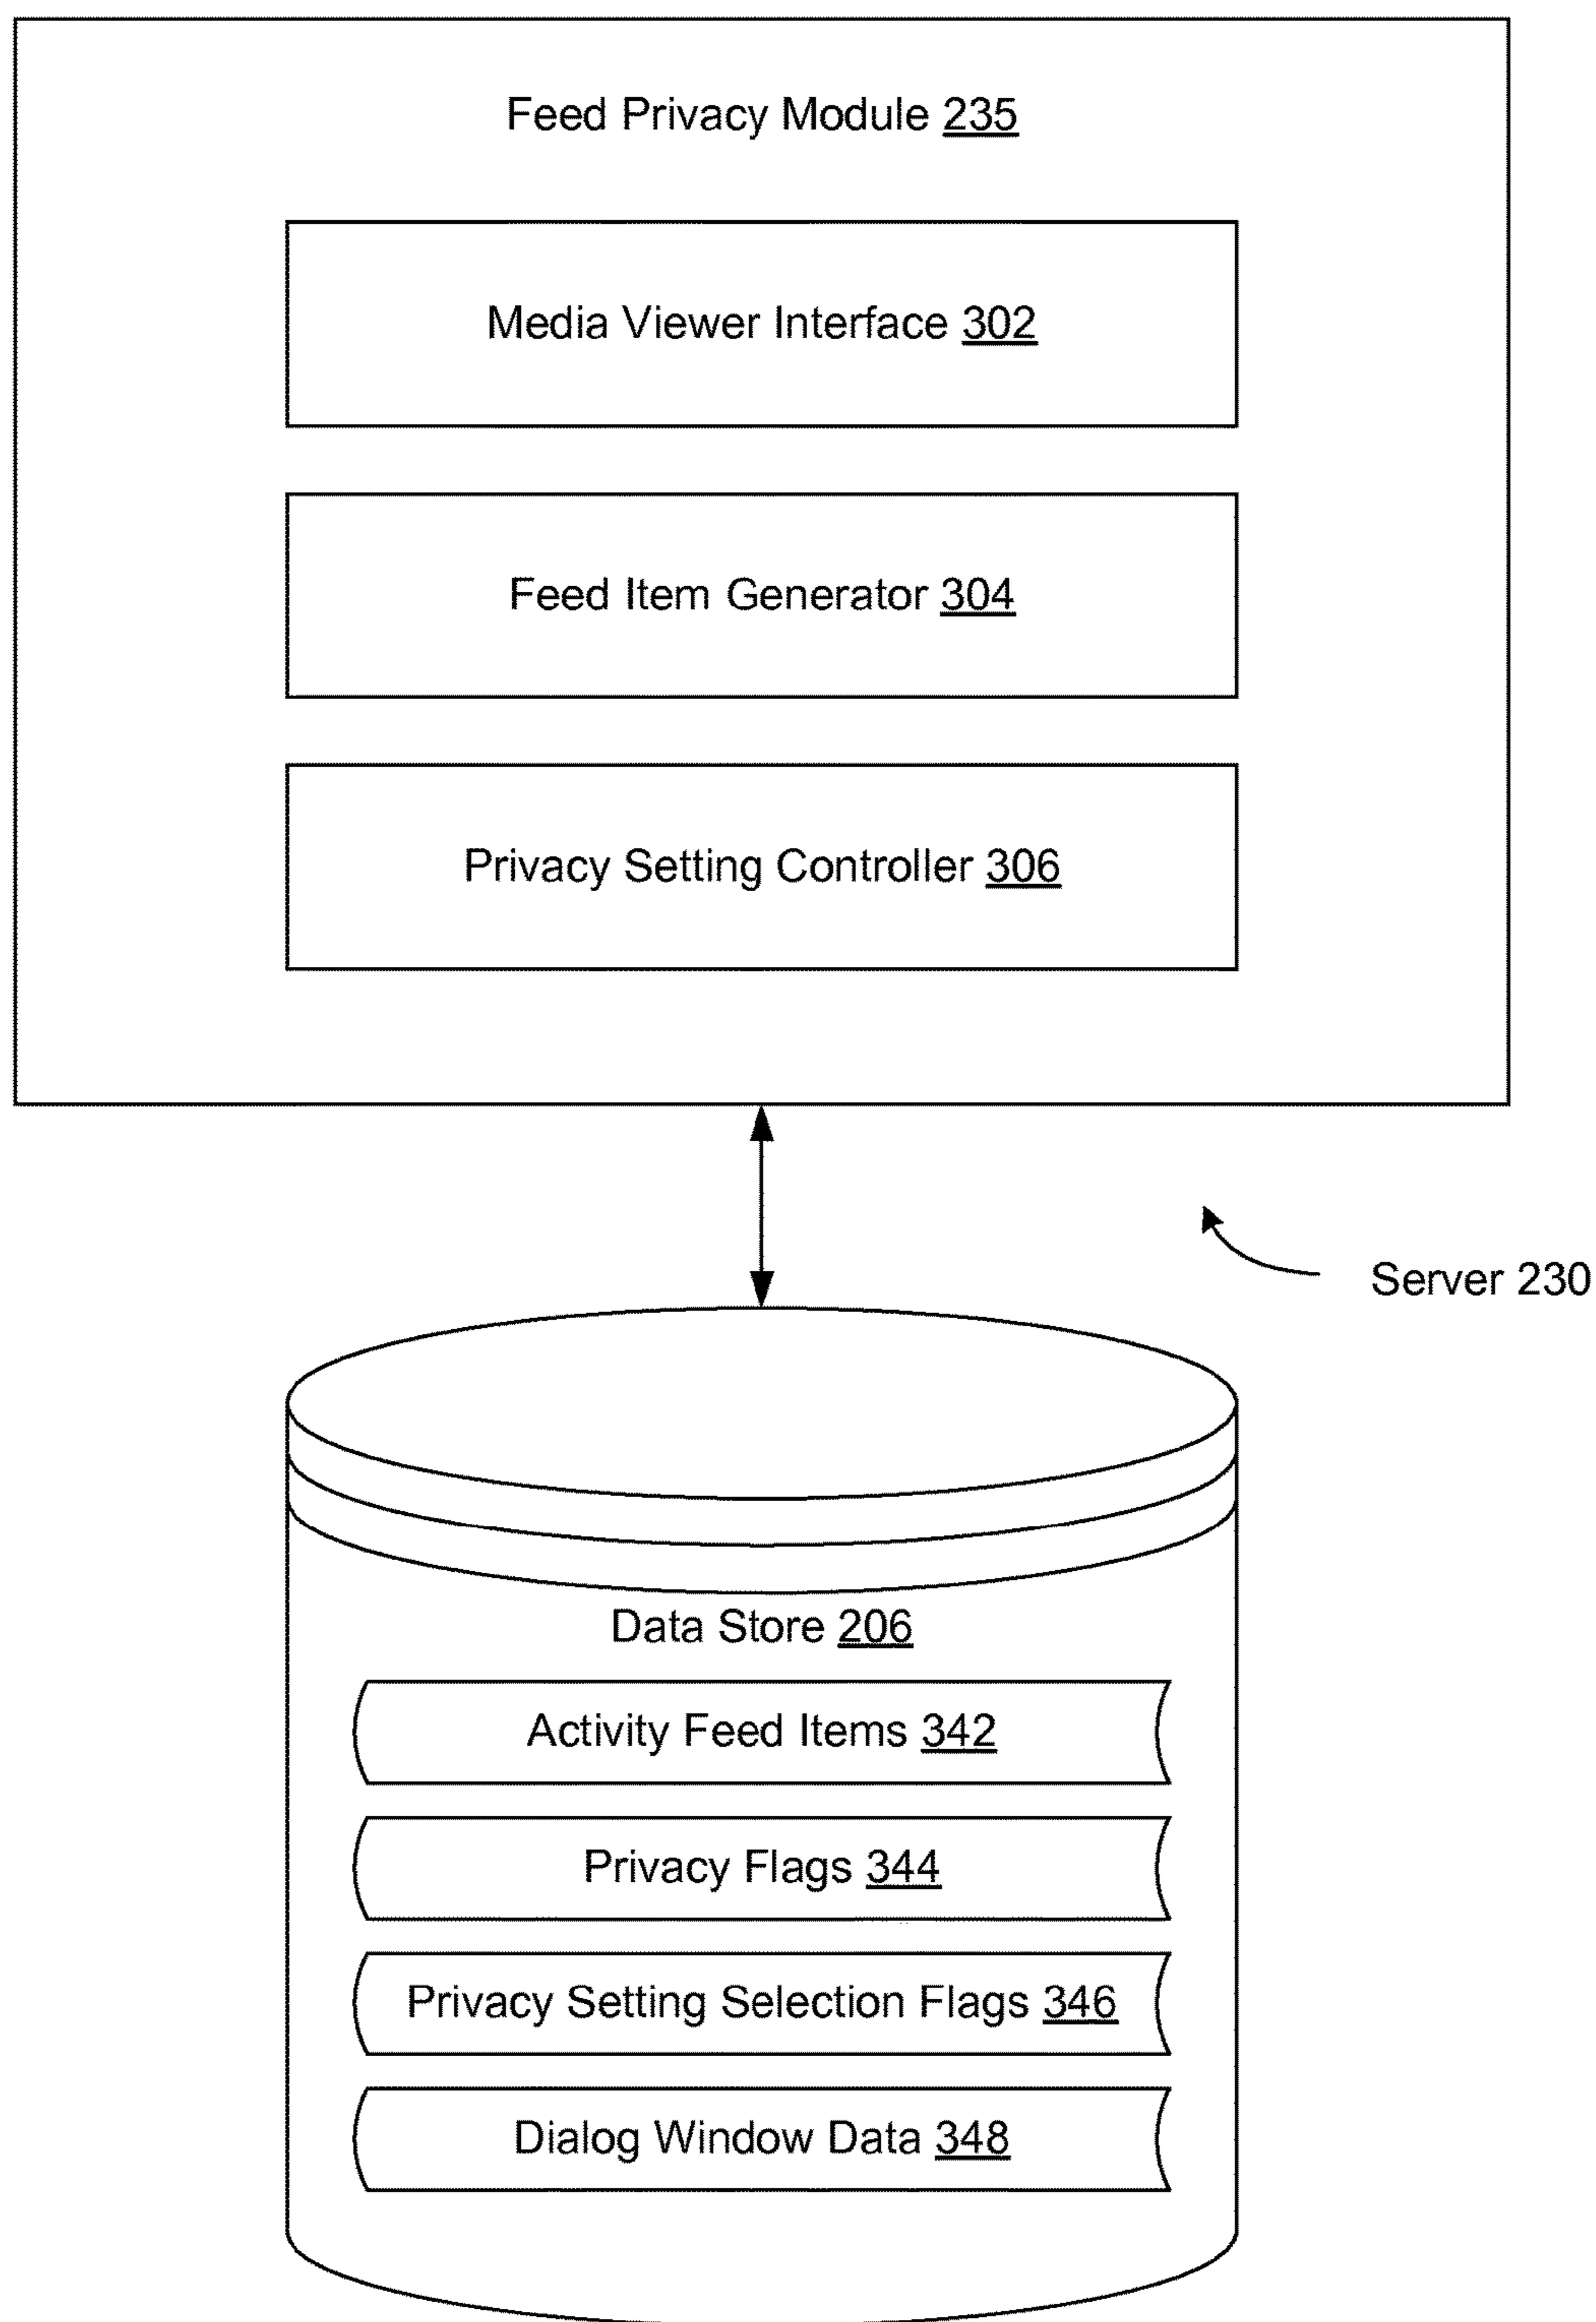 Feed Privacy Module 235
Media Viewer Interface 302
Feed Item Generator 304
Privacy Setting Controller 306
Server 230
Data Store 206
Activity Feed Items 342
Privacy Flags 344
Privacy Setting Selection Flags 346
Dialog Window Data 348